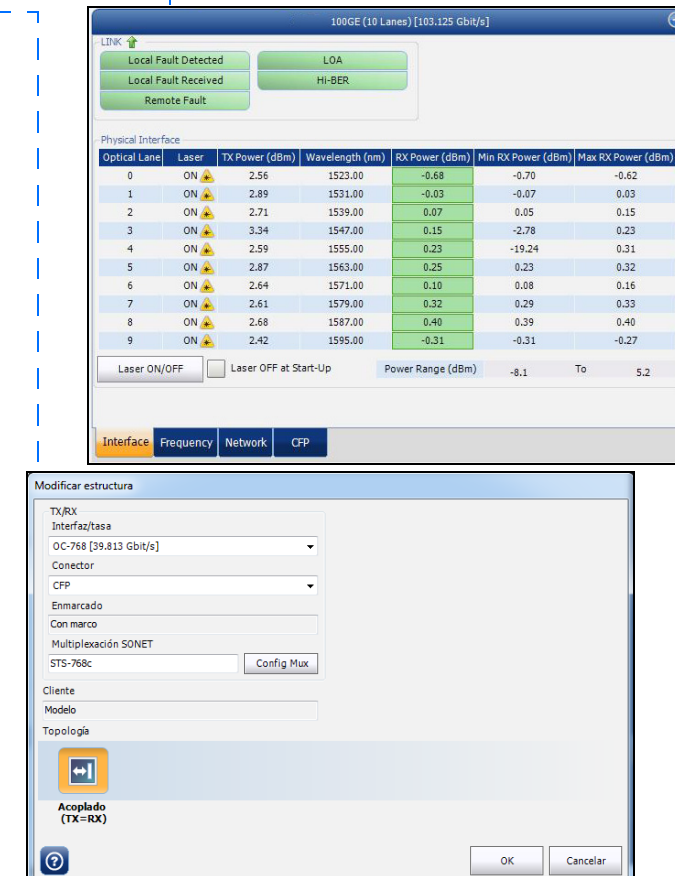 100GE (10 Lanes) [103.125 Gbit/s]
LINK
Local Fault Detected LOA
Local Fault Received Hi-BER
Remote Fault
Physical Interface
Optical Lane Laser TX Power (dBm) Wavelength (nm) RX Power (dBm) Min RX Power (dBm) Max RX Power (dBm)
0 ON 2.56 1523.00 -0.68 -0.70 -0.62
1 ON 2.89 1531.00 -0.03 -0.07 0.03
2 ON 2.71 1539.00 0.07 0.05 0.15
3 ON 3.34 1547.00 0.15 -2.78 0.23
4 ON 2.59 1555.00 0.23 -19.24 0.31
5 ON 2.87 1563.00 0.25 0.23 0.32
6 ON 2.64 1571.00 0.10 0.08 0.16
7 ON 2.61 1579.00 0.32 0.29 0.33
8 ON 2.68 1587.00 0.40 0.39 0.40
9 ON 2.42 1595.00 -0.31 -0.31 -0.27
Laser ON/OFF Laser OFF at Start-Up Power Range (dBm) -8.1 To 5.2
Interface Frequency Network CFP
Modificar estructura
TX/RX
Interfaz/tasa
OC-768 [39.813 Gbit/s]
Conector
CFP
Enmarcado
Con marco
Multiplexación SONET
STS-768c Config Mux
Cliente
Modelo
Topología
Acoplado
(TX=RX)
? OK Cancelar